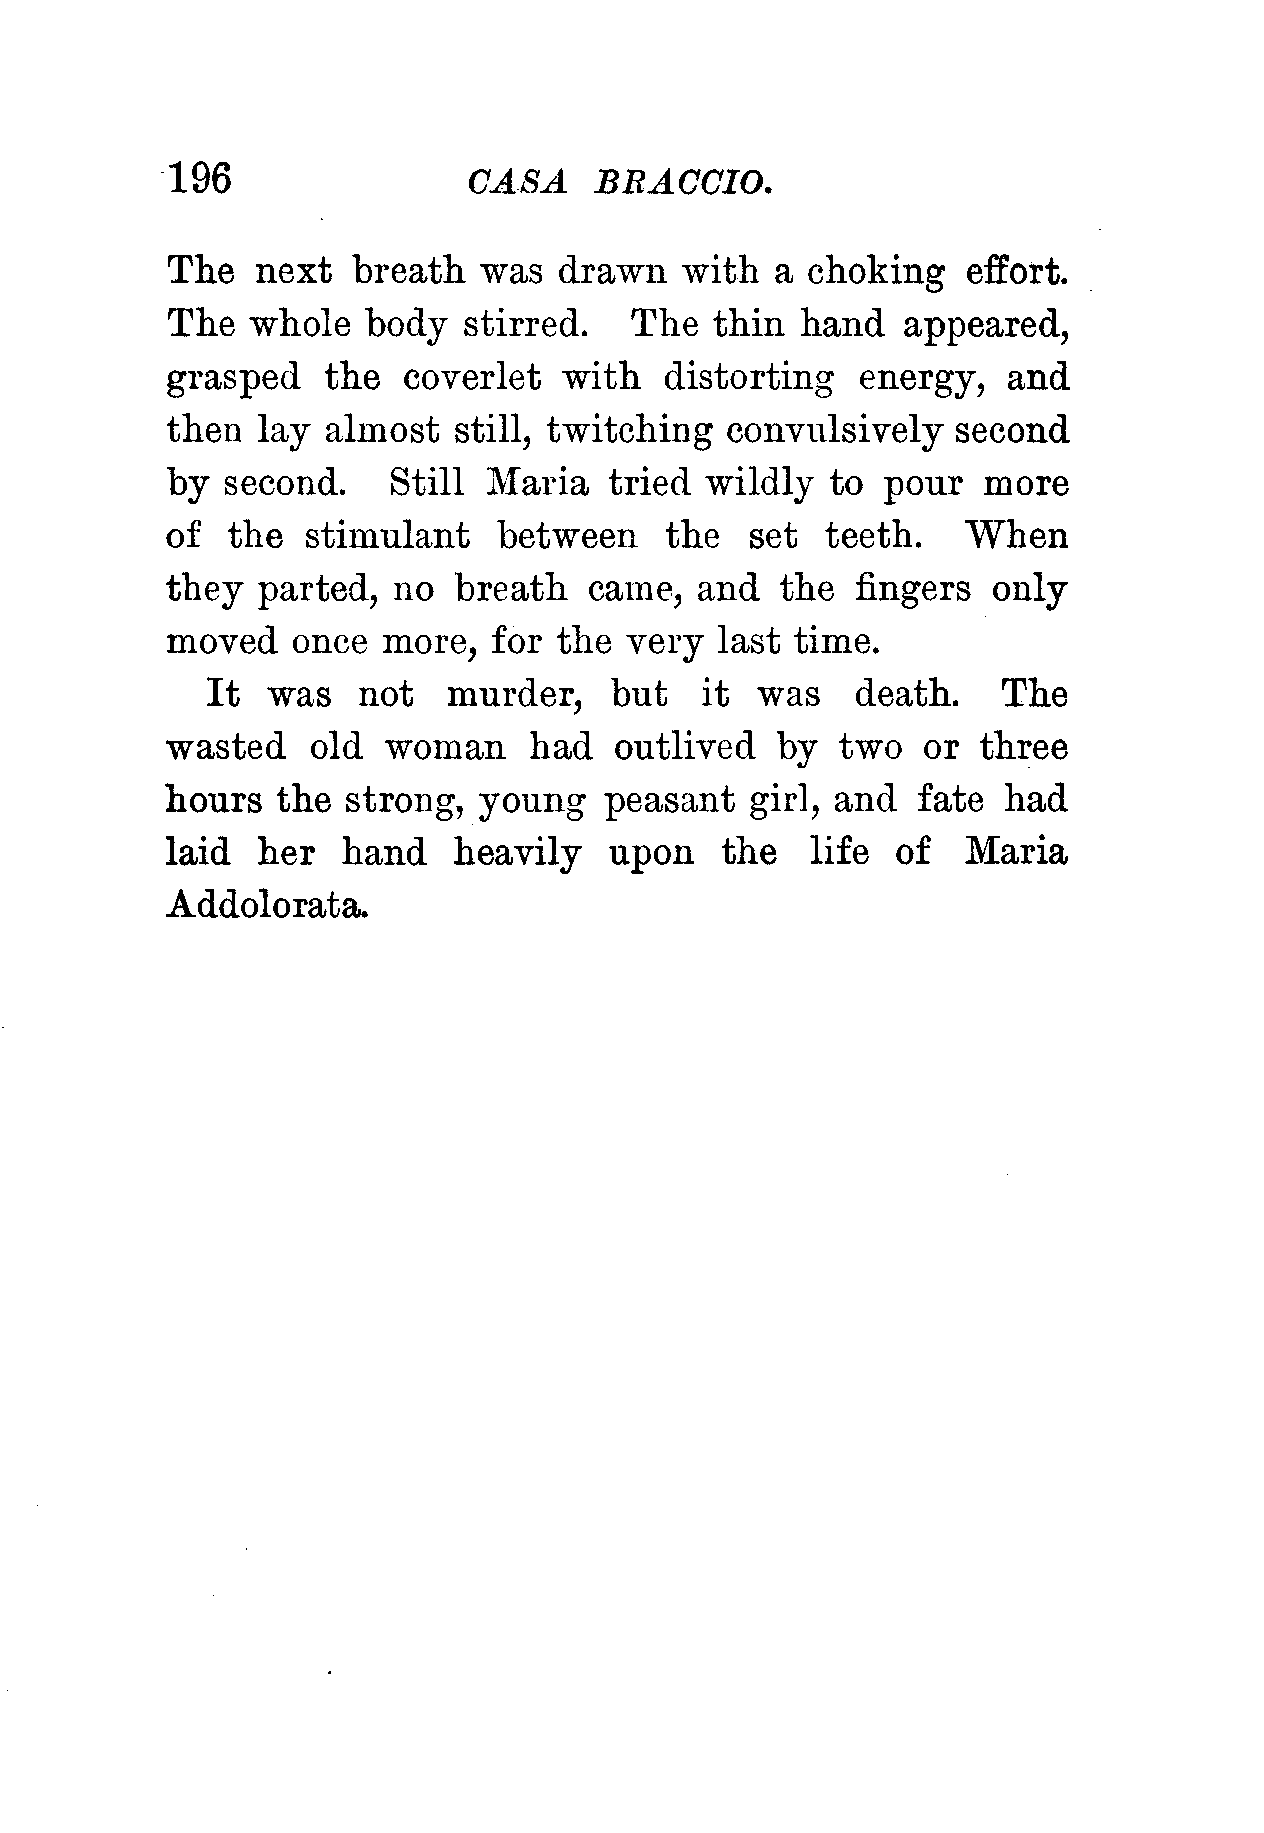 196 CASA BRACCIO.
The next breath was drawn with a choking effort.
The whole body stirred. The thin hand appeared,
grasped the coverlet with distorting energy, and
then lay almost still, twitching convulsively second
by second. Still Maria tried wildly to pour more
of the stimulant between the set teeth. When
they parted, no breath came, and the fingers only
moved once more, for the very last time.
It was not murder, but it was death. The
wasted old woman had outlived by two or three
hours the strong, young peasant girl, and fate had
laid her hand heavily upon the life of Maria
Addolorata.